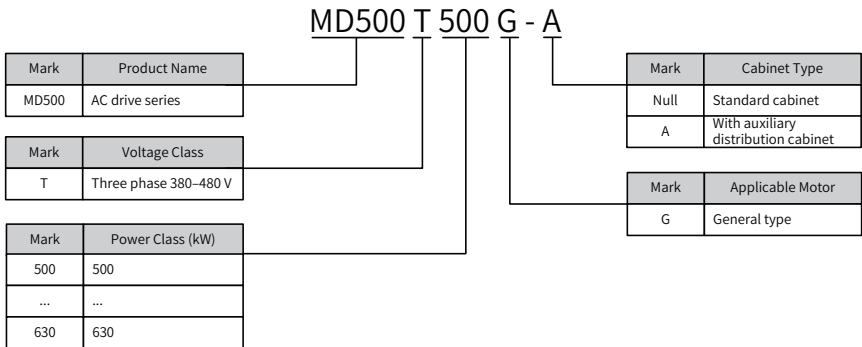 MD500 T 500 G - A
Mark Product Name
MD500 AC drive series
Mark Voltage Class
T Three phase 380–480 V
Mark Power Class (kW)
500 500
... ...
630 630
Mark Cabinet Type
Null Standard cabinet
A With auxiliary
distribution cabinet
Mark Applicable Motor
G General type